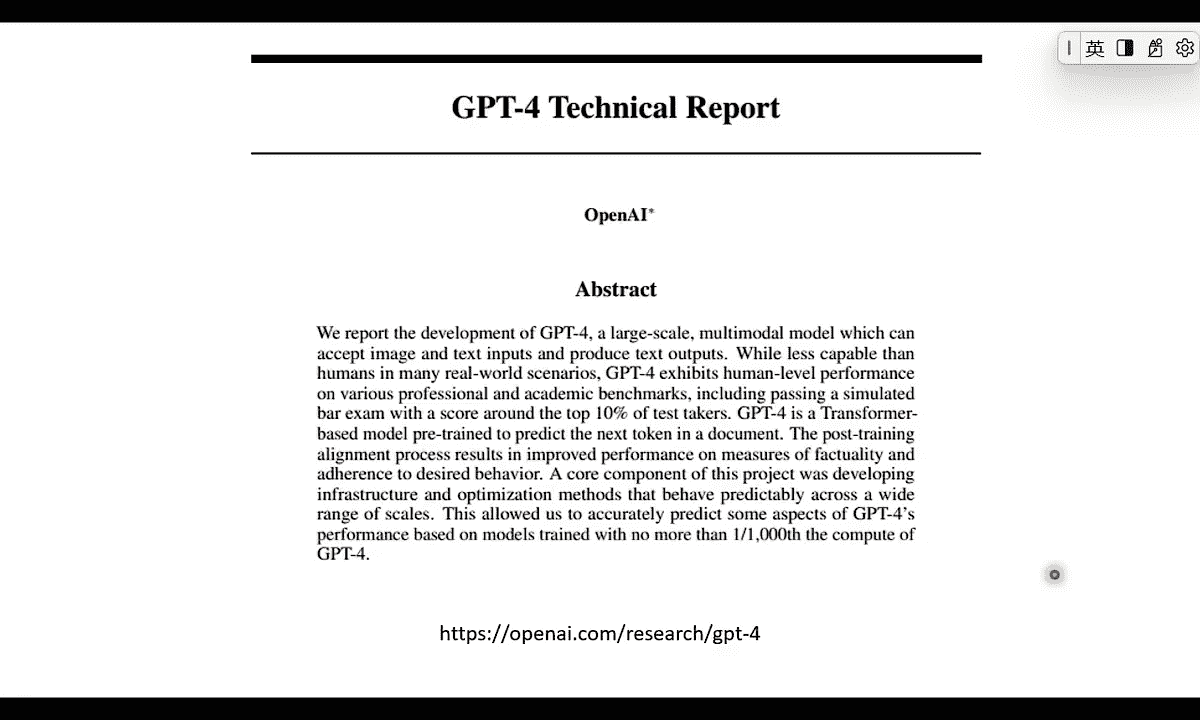 英
GPT-4 Technical Report
OpenAI*
Abstract
We report the development of GPT-4, a large-scale, multimodal model which can
accept image and text inputs and produce text outputs. While less capable than
humans in many real-world scenarios, GPT-4 exhibits human-level performance
on various professional and academic benchmarks, including passing a simulated
bar exam with a score around the top 10% of test takers. GPT-4 is a Transformer-
based model pre-trained to predict the next token in a document. The post-training
alignment process results in improved performance on measures of factuality and
adherence to desired behavior. A core component of this project was developing
infrastructure and optimization methods that behave predictably across a wide
range of scales. This allowed us to accurately predict some aspects of GPT-4's
performance based on models trained with no more than 1/1,000th the compute of
GPT-4.
https://openai.com/research/gpt-4